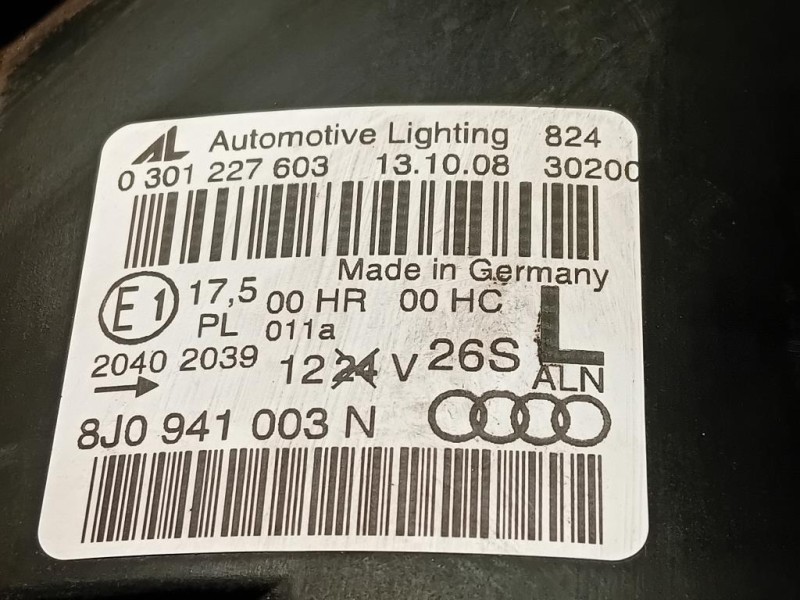 AL Automotive Lighting 824
0 301 227 603 13.10.08 30200
Made in Germany
E1 17,5 00 HR 00 HC L
PL 011a
2040 2039 12 24 V 26S ALN
8J0 941 003 N